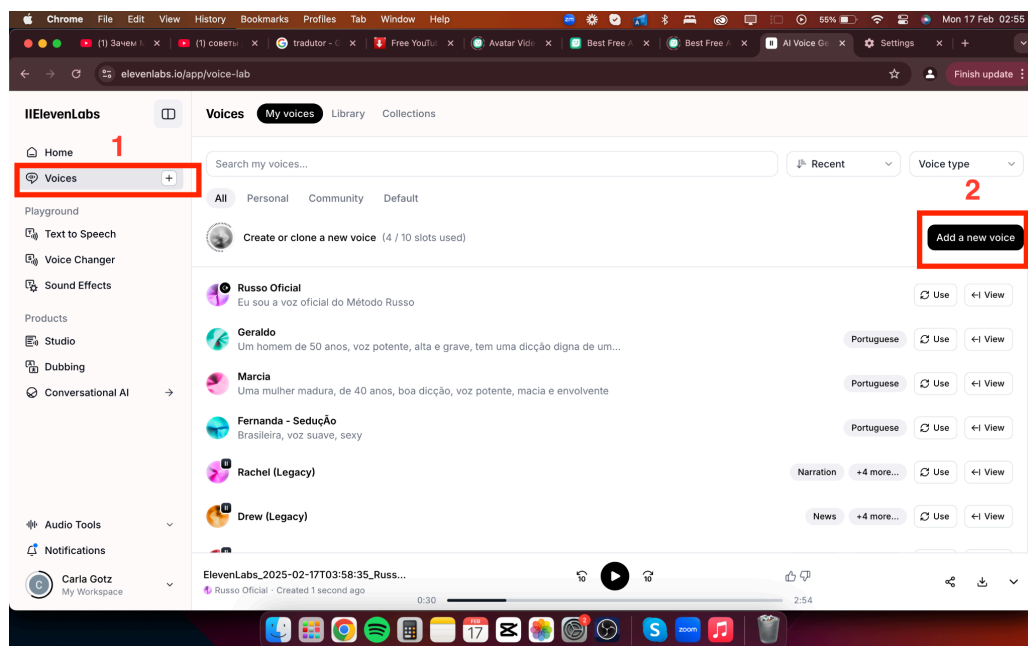 Chrome File Edit View History Bookmarks Profiles Tab Window Help 55% Mon 17 Feb 02:55
(1) Зачем (1) советы tradutor - Free YouTu Avatar Vide Best Free Best Free AI Voice Ge Settings
elevenlabs.io/app/voice-lab Finish update
IIElevenLabs
Voices My voices Library Collections
1
Home
Voices
Search my voices... Recent Voice type
2
All Personal Community Default
Playground
Text to Speech
Voice Changer
Sound Effects
Create or clone a new voice (4 / 10 slots used) Add a new voice
Products
Studio
Dubbing
Conversational AI
Russo Oficial
Eu sou a voz oficial do Método Russo
Use View
Geraldo
Um homem de 50 anos, voz potente, alta e grave, tem uma dicção digna de um...
Portuguese Use View
Marcia
Uma mulher madura, de 40 anos, boa dicção, voz potente, macia e envolvente
Portuguese Use View
Fernanda - SeduçÃo
Brasileira, voz suave, sexy
Portuguese Use View
Rachel (Legacy) Narration +4 more... Use View
Drew (Legacy) News +4 more... Use View
Audio Tools
Notifications
C
Carla Gotz
My Workspace
ElevenLabs_2025-02-17T03:58:35_Russ...
Russo Oficial · Created 1 second ago
10 10
0:30 2:54
FEB
17
2
S
zoom